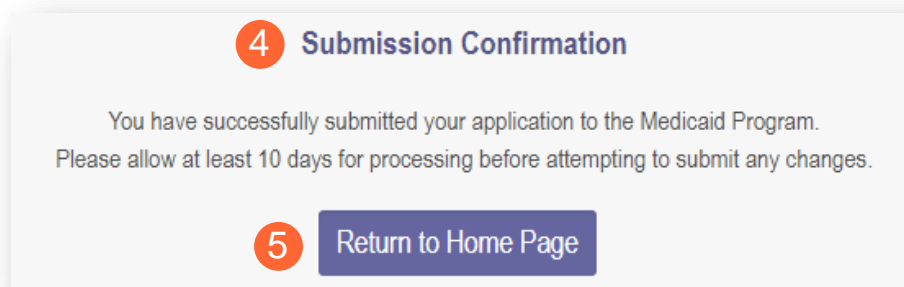 4 Submission Confirmation
You have successfully submitted your application to the Medicaid Program.
Please allow at least 10 days for processing before attempting to submit any changes.
5 Return to Home Page